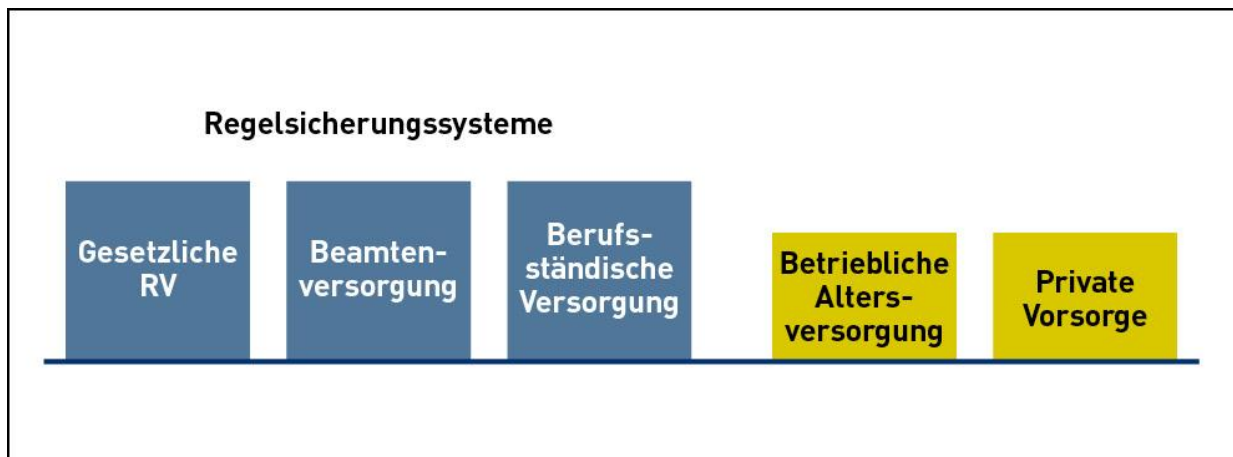 Regelsicherungssysteme
Gesetzliche
RV
Beamten-
versorgung
Berufs-
ständische
Versorgung
Betriebliche
Alters-
versorgung
Private
Vorsorge